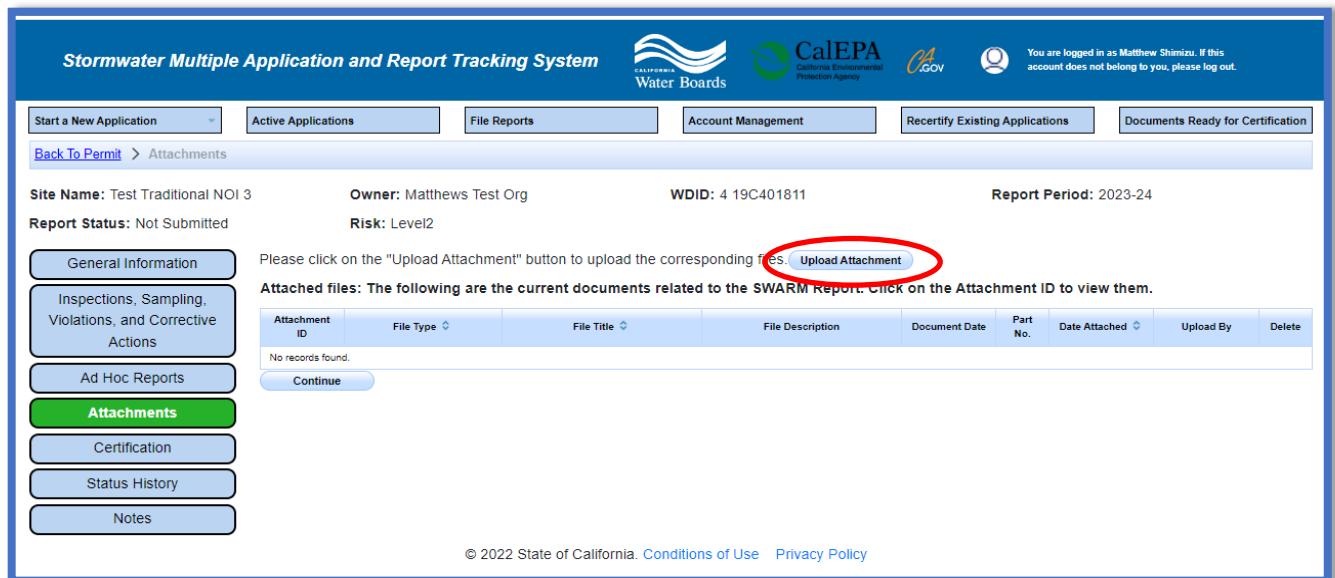 Stormwater Multiple Application and Report Tracking System
CALIFORNIA
Water Boards
CalEPA
California Environmental
Protection Agency
CA.GOV
You are logged in as Matthew Shimizu. If this
account does not belong to you, please log out.
Start a New Application
Active Applications
File Reports
Account Management
Recertify Existing Applications
Documents Ready for Certification
Back To Permit > Attachments
Site Name: Test Traditional NOI 3
Owner: Matthews Test Org
WDID: 4 19C401811
Report Period: 2023-24
Report Status: Not Submitted
Risk: Level2
General Information
Inspections, Sampling,
Violations, and Corrective
Actions
Ad Hoc Reports
Attachments
Certification
Status History
Notes
Please click on the "Upload Attachment" button to upload the corresponding files. Upload Attachment
Attached files: The following are the current documents related to the SWARM Report. Click on the Attachment ID to view them.
Attachment ID File Type File Title File Description Document Date Part No. Date Attached Upload By Delete
No records found.
Continue
© 2022 State of California. Conditions of Use Privacy Policy